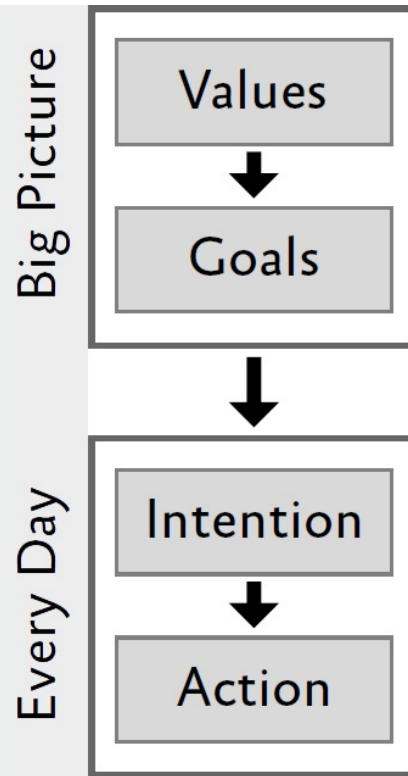 Big Picture
Values
Goals
Every Day
Intention
Action